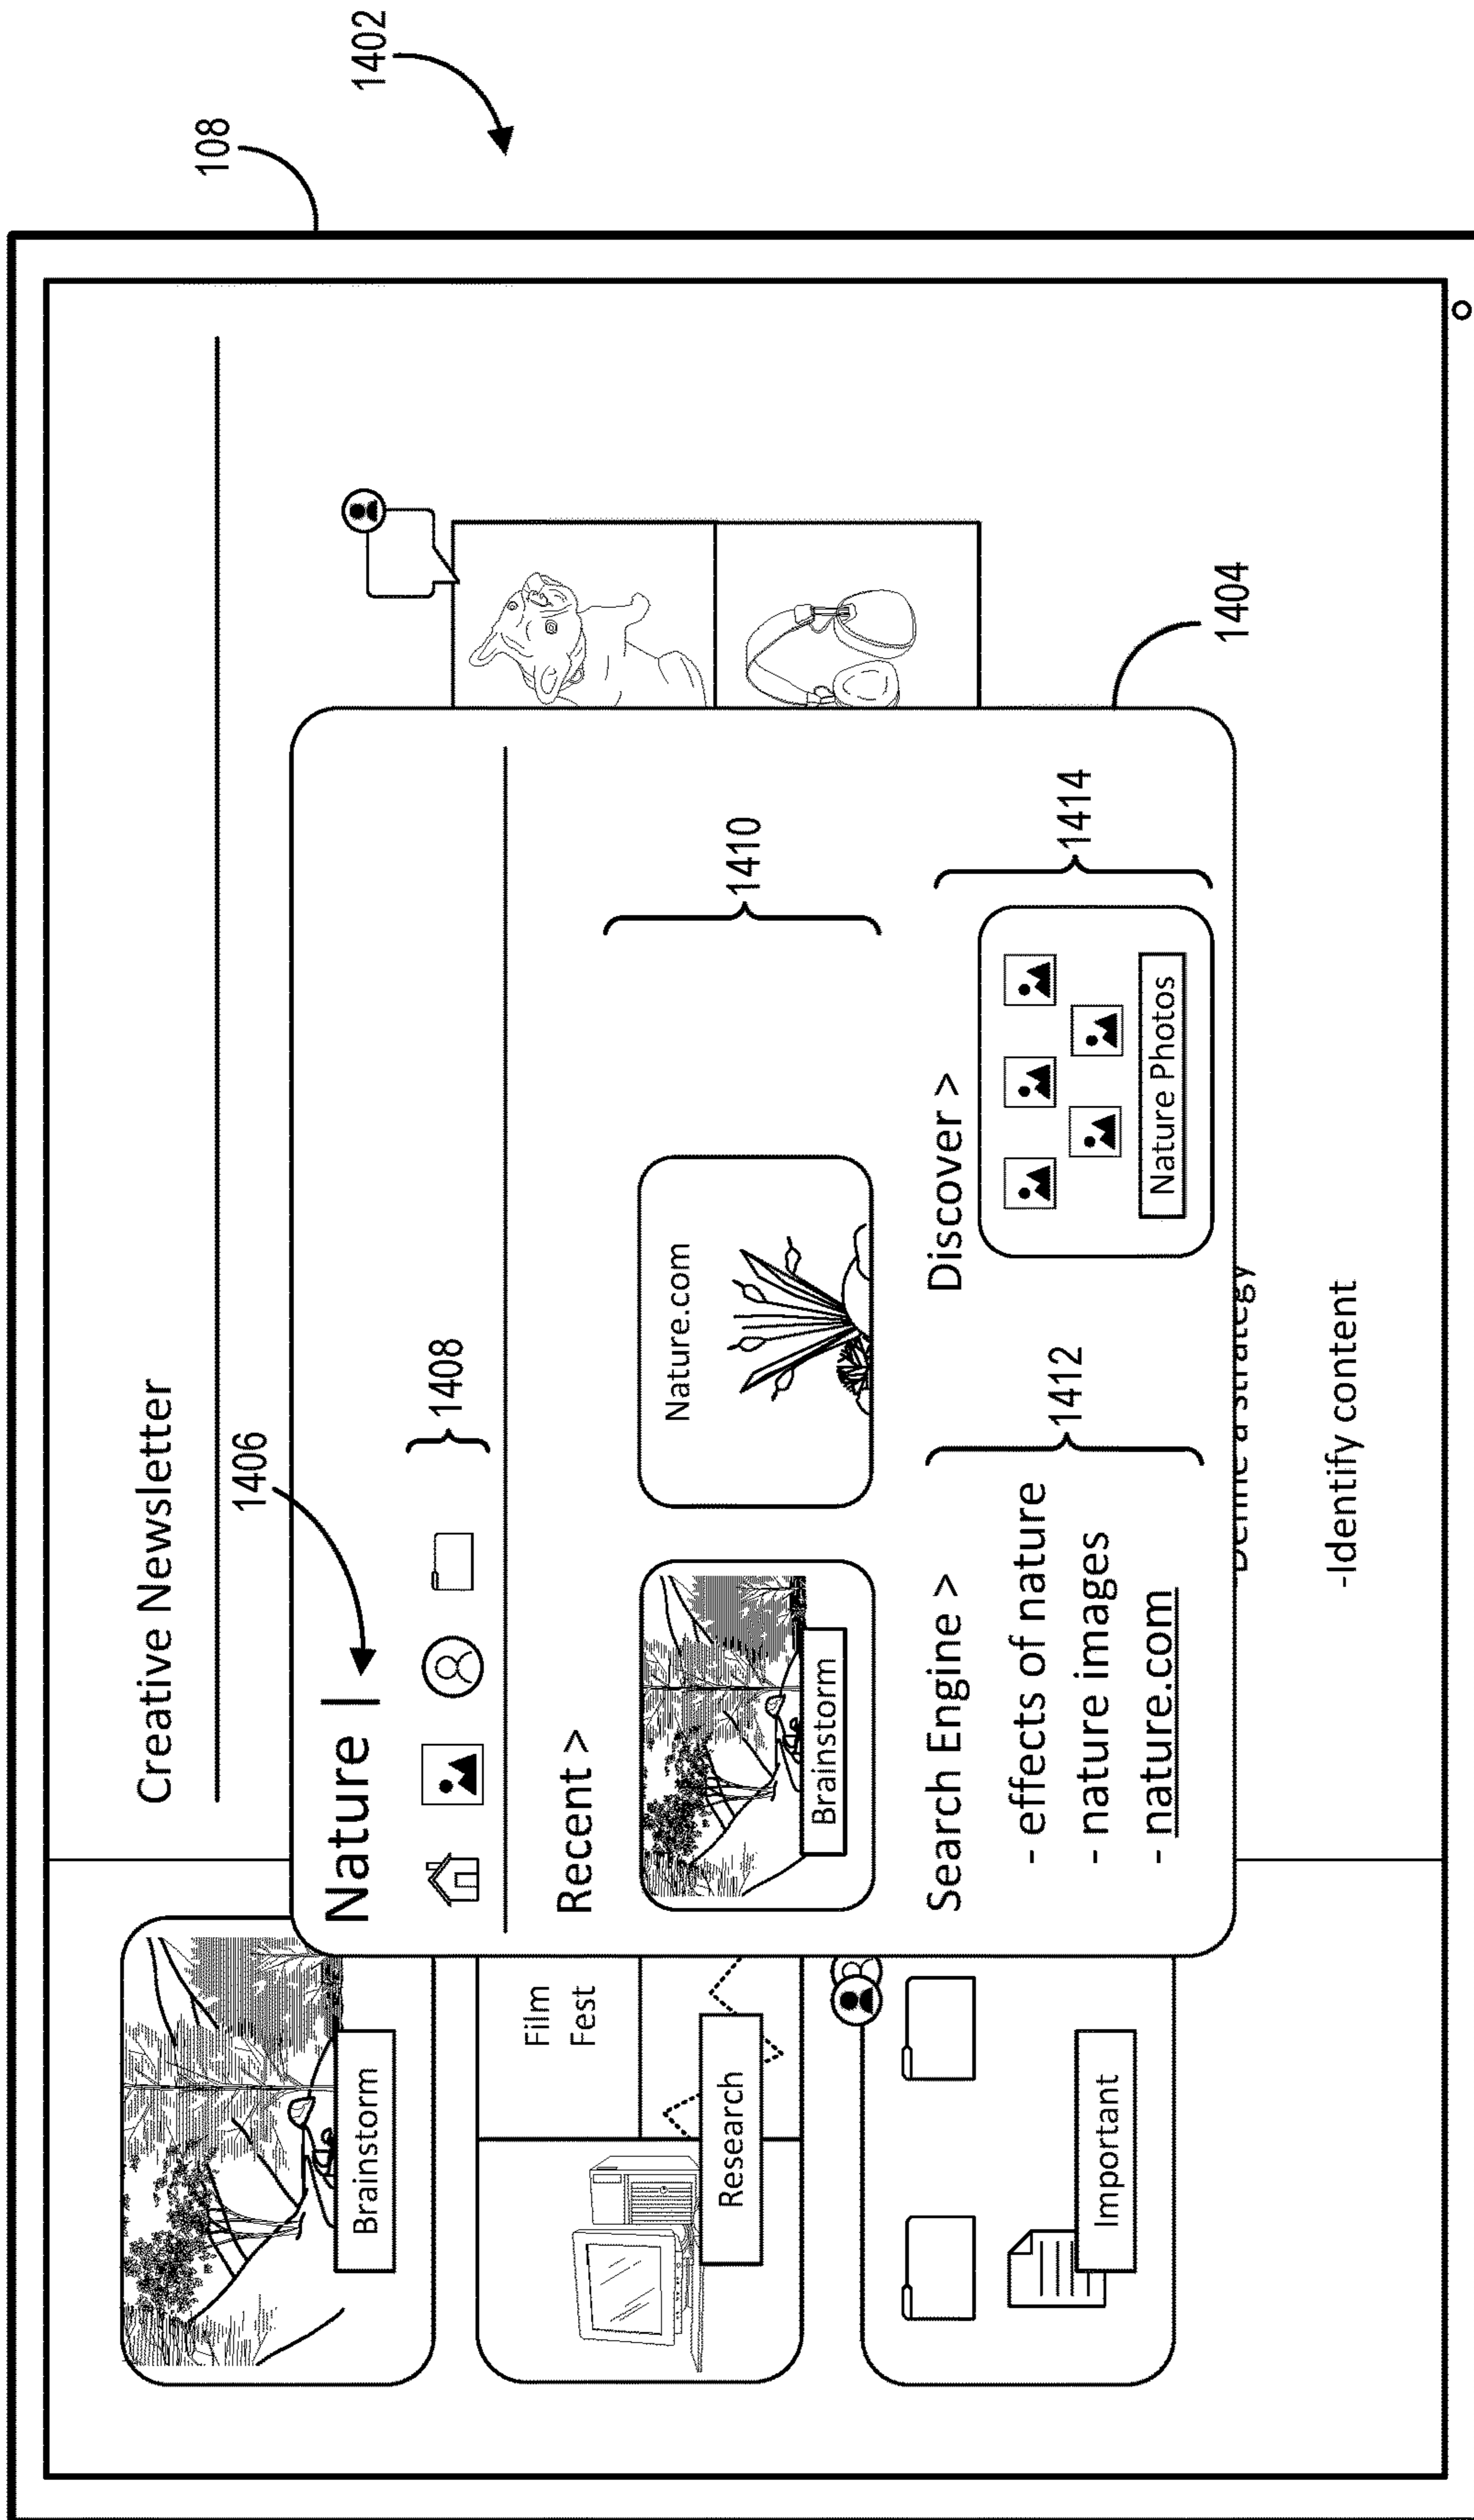 1402
108
Creative Newsletter
1406
Nature |
1408
Recent >
Brainstorm
Nature.com
1410
Search Engine >
- effects of nature
- nature images
- nature.com
1412
Discover >
Nature Photos
1414
1404
Brainstorm
Film
Fest
Research
Important
a strategy
-Identify content